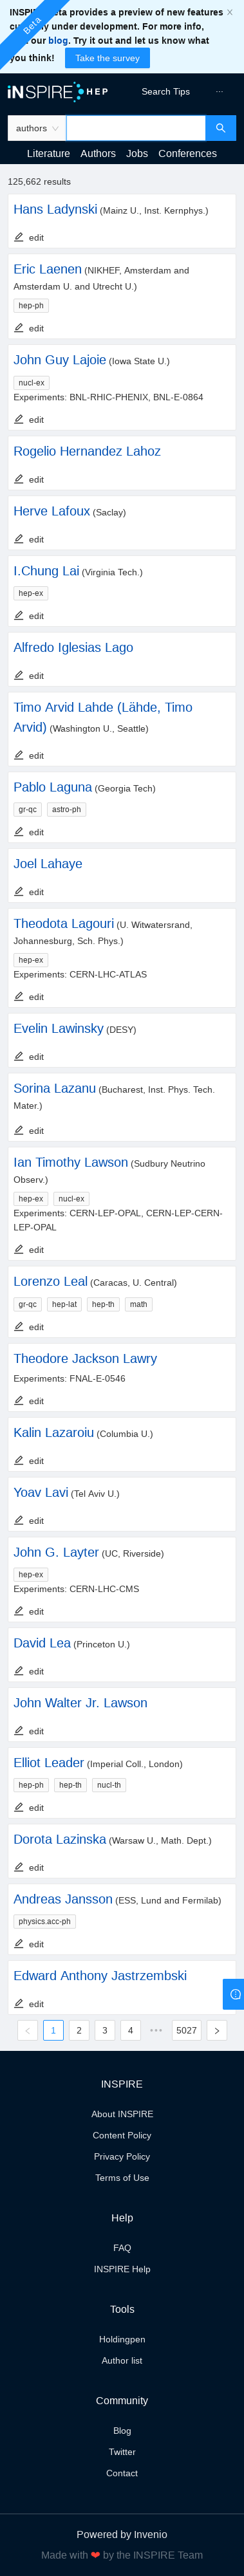 Beta
INSPIRE beta provides a preview of new features
currently under development. For more info,
our blog. Try it out and let us know what
you think! Take the survey
INSPIRE HEP Search Tips ···
authors
Literature Authors Jobs Conferences
125,662 results
Hans Ladynski (Mainz U., Inst. Kernphys.)
edit
Eric Laenen (NIKHEF, Amsterdam and
Amsterdam U. and Utrecht U.)
hep-ph
edit
John Guy Lajoie (Iowa State U.)
nucl-ex
Experiments: BNL-RHIC-PHENIX, BNL-E-0864
edit
Rogelio Hernandez Lahoz
edit
Herve Lafoux (Saclay)
edit
I.Chung Lai (Virginia Tech.)
hep-ex
edit
Alfredo Iglesias Lago
edit
Timo Arvid Lahde (Lähde, Timo
Arvid) (Washington U., Seattle)
edit
Pablo Laguna (Georgia Tech)
gr-qc astro-ph
edit
Joel Lahaye
edit
Theodota Lagouri (U. Witwatersrand,
Johannesburg, Sch. Phys.)
hep-ex
Experiments: CERN-LHC-ATLAS
edit
Evelin Lawinsky (DESY)
edit
Sorina Lazanu (Bucharest, Inst. Phys. Tech.
Mater.)
edit
Ian Timothy Lawson (Sudbury Neutrino
Observ.)
hep-ex nucl-ex
Experiments: CERN-LEP-OPAL, CERN-LEP-CERN-
LEP-OPAL
edit
Lorenzo Leal (Caracas, U. Central)
gr-qc hep-lat hep-th math
edit
Theodore Jackson Lawry
Experiments: FNAL-E-0546
edit
Kalin Lazaroiu (Columbia U.)
edit
Yoav Lavi (Tel Aviv U.)
edit
John G. Layter (UC, Riverside)
hep-ex
Experiments: CERN-LHC-CMS
edit
David Lea (Princeton U.)
edit
John Walter Jr. Lawson
edit
Elliot Leader (Imperial Coll., London)
hep-ph hep-th nucl-th
edit
Dorota Lazinska (Warsaw U., Math. Dept.)
edit
Andreas Jansson (ESS, Lund and Fermilab)
physics.acc-ph
edit
Edward Anthony Jastrzembski
edit
1 2 3 4 ••• 5027
INSPIRE
About INSPIRE
Content Policy
Privacy Policy
Terms of Use
Help
FAQ
INSPIRE Help
Tools
Holdingpen
Author list
Community
Blog
Twitter
Contact
Powered by Invenio
Made with ❤ by the INSPIRE Team